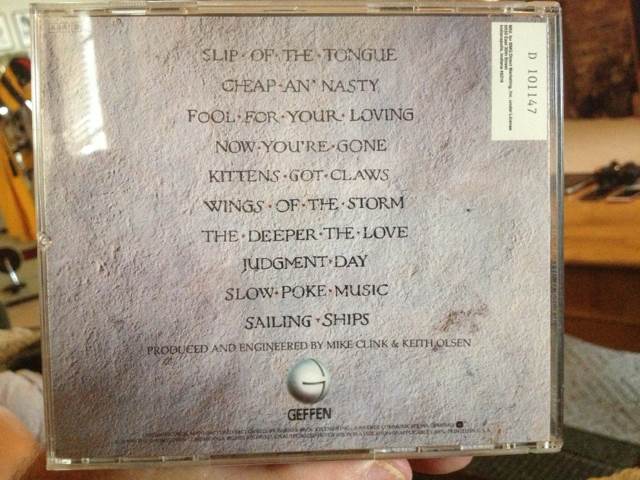 SLIP·OF·THE·TONGUE
CHEAP·AN' NASTY
FOOL·FOR·YOUR·LOVING
NOW·YOU'RE·GONE
KITTENS·GOT·CLAWS
WINGS·OF·THE·STORM
THE·DEEPER·THE·LOVE
JUDGMENT·DAY
SLOW·POKE·MUSIC
SAILING·SHIPS
PRODUCED AND ENGINEERED BY MIKE CLINK & KEITH OLSEN
GEFFEN
D 101147